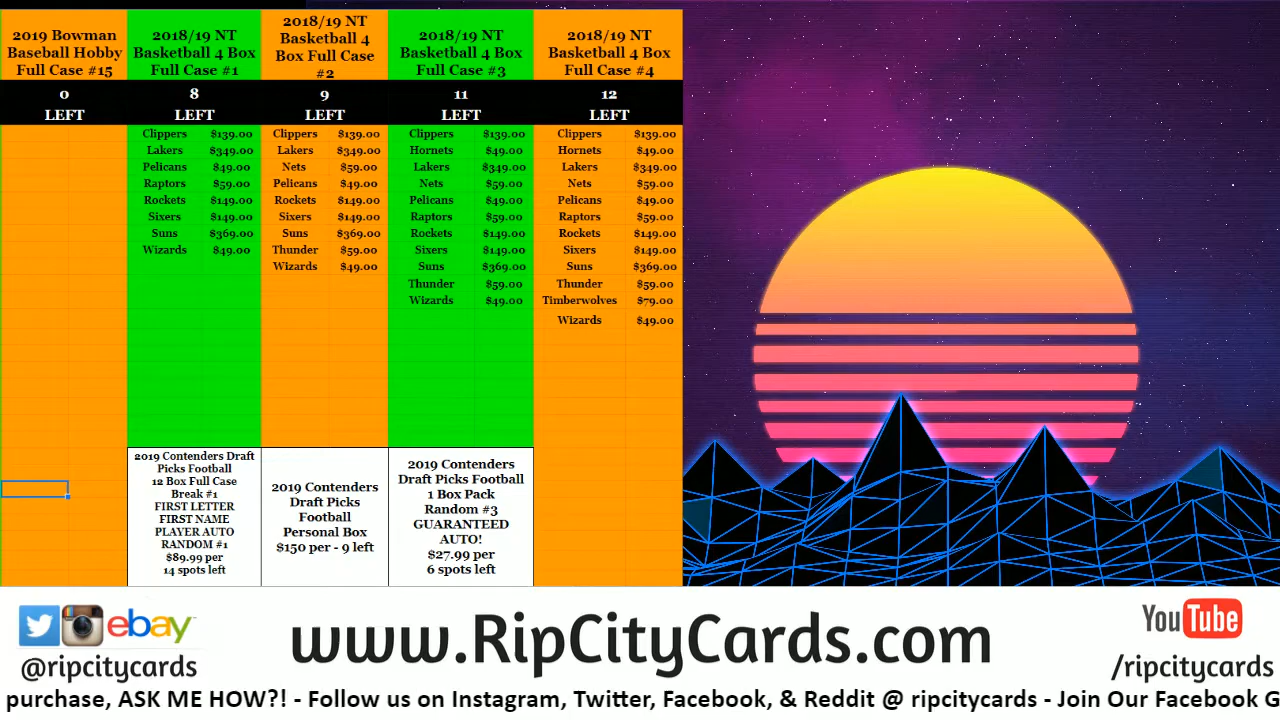 2019 Bowman
Baseball Hobby
Full Case #15
0
LEFT
2018/19 NT
Basketball 4 Box
Full Case #1
8
LEFT
Clippers $139.00
Lakers $349.00
Pelicans $49.00
Raptors $59.00
Rockets $149.00
Sixers $149.00
Suns $369.00
Wizards $49.00
2018/19 NT
Basketball 4
Box Full Case
#2
9
LEFT
Clippers $139.00
Lakers $349.00
Nets $59.00
Pelicans $49.00
Rockets $149.00
Sixers $149.00
Suns $369.00
Thunder $59.00
Wizards $49.00
2018/19 NT
Basketball 4 Box
Full Case #3
11
LEFT
Clippers $139.00
Hornets $49.00
Lakers $349.00
Nets $59.00
Pelicans $49.00
Raptors $59.00
Rockets $149.00
Sixers $149.00
Suns $369.00
Thunder $59.00
Wizards $49.00
2018/19 NT
Basketball 4 Box
Full Case #4
12
LEFT
Clippers $139.00
Hornets $49.00
Lakers $349.00
Nets $59.00
Pelicans $49.00
Raptors $59.00
Rockets $149.00
Sixers $149.00
Suns $369.00
Thunder $59.00
Timberwolves $79.00
Wizards $49.00
2019 Contenders Draft
Picks Football
12 Box Full Case
Break #1
FIRST LETTER
FIRST NAME
PLAYER AUTO
RANDOM #1
$89.99 per
14 spots left
2019 Contenders
Draft Picks
Football
Personal Box
$150 per - 9 left
2019 Contenders
Draft Picks Football
1 Box Pack
Random #3
GUARANTEED
AUTO!
$27.99 per
6 spots left
ebay
@ripcitycards
www.RipCityCards.com
YouTube
/ripcitycards
purchase, ASK ME HOW?! - Follow us on Instagram, Twitter, Facebook, & Reddit @ ripcitycards - Join Our Facebook G